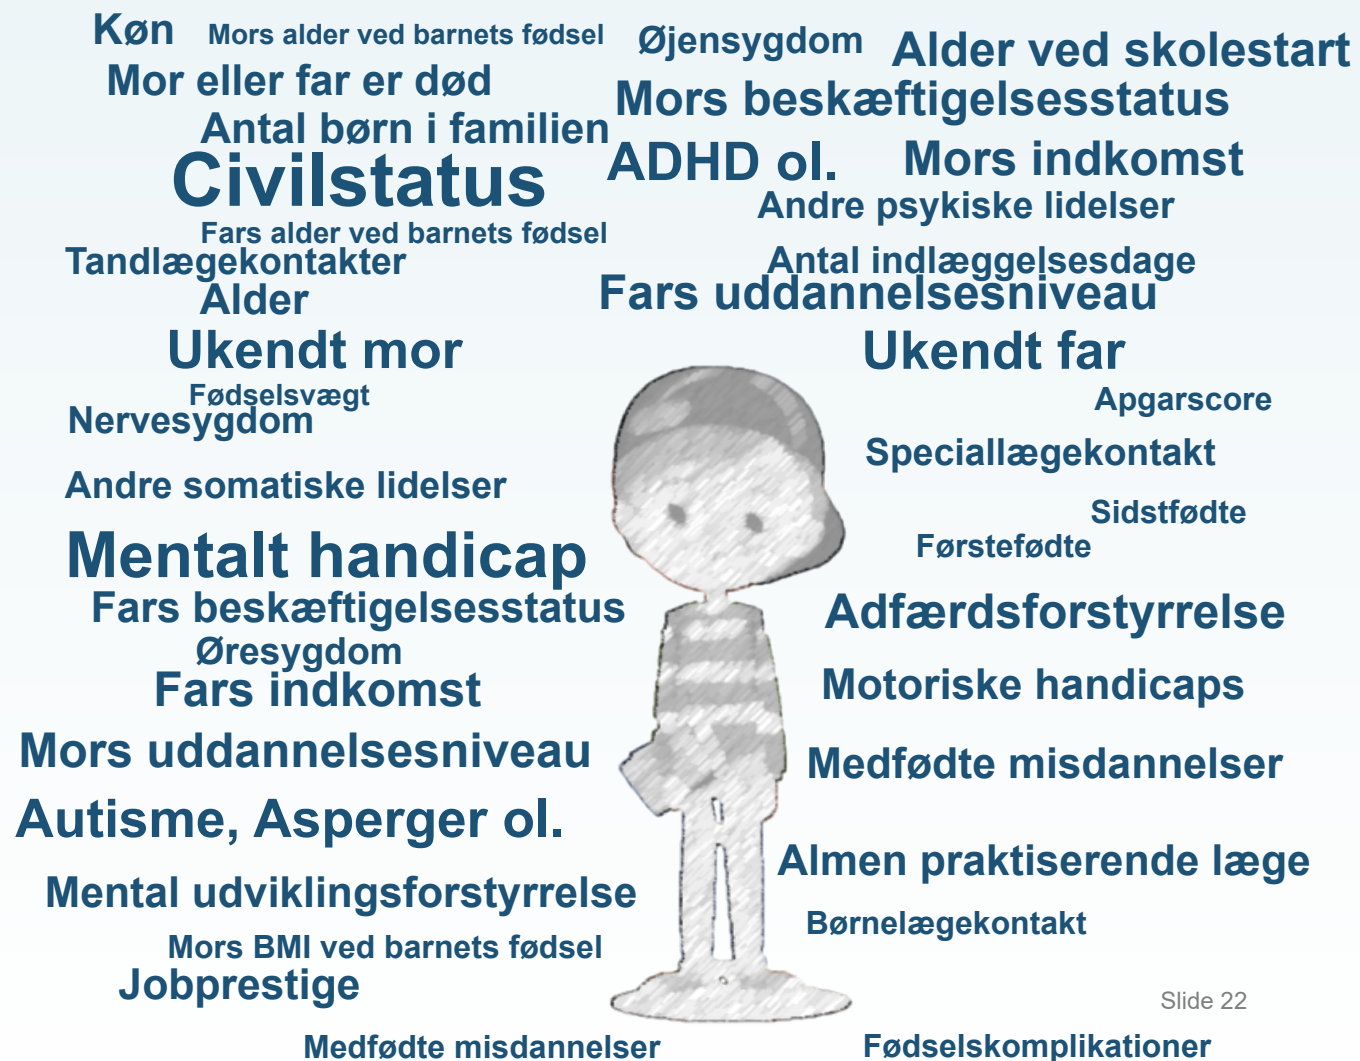 Køn
Mors alder ved barnets fødsel
Øjensygdom
Alder ved skolestart
Mor eller far er død
Mors beskæftigelsesstatus
Antal børn i familien
ADHD ol.
Mors indkomst
Civilstatus
Andre psykiske lidelser
Fars alder ved barnets fødsel
Tandlægekontakter
Antal indlæggelsesdage
Alder
Fars uddannelsesniveau
Ukendt mor
Ukendt far
Fødselsvægt
Apgarscore
Nervesygdom
Speciallægekontakt
Andre somatiske lidelser
Sidstfødte
Førstefødte
Mentalt handicap
Fars beskæftigelsesstatus
Adfærdsforstyrrelse
Øresygdom
Fars indkomst
Motoriske handicaps
Mors uddannelsesniveau
Medfødte misdannelser
Autisme, Asperger ol.
Almen praktiserende læge
Mental udviklingsforstyrrelse
Børnelægekontakt
Mors BMI ved barnets fødsel
Jobprestige
Slide 22
Medfødte misdannelser
Fødselskomplikationer